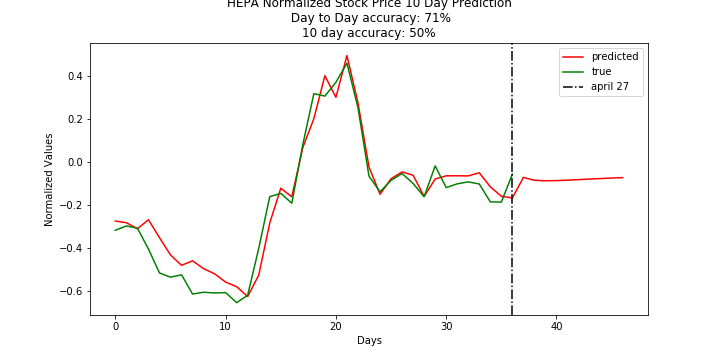 HEPA Normalized Stock Price 10 Day Prediction
Day to Day accuracy: 71%
10 day accuracy: 50%
predicted
true
april 27
Normalized Values
0.4
0.2
0.0
−0.2
−0.4
−0.6
0
10
20
30
40
Days